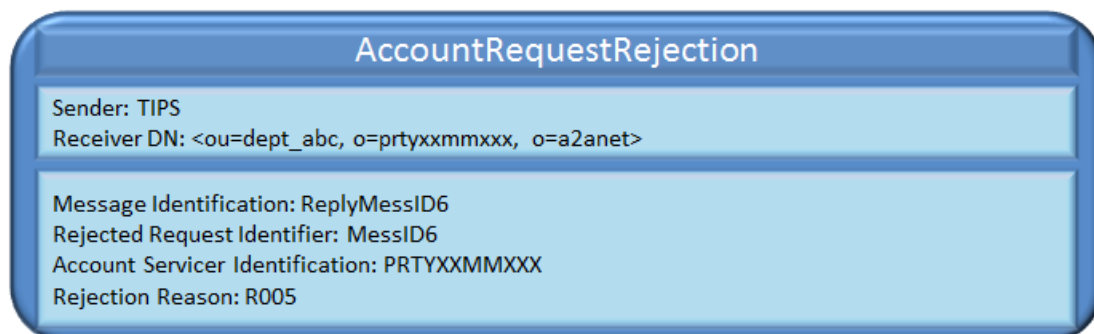 AccountRequestRejection
Sender: TIPS
Receiver DN: <ou=dept_abc, o=prtyxxmmxxx, o=a2anet>
Message Identification: ReplyMessID6
Rejected Request Identifier: MessID6
Account Servicer Identification: PRTYXXMMXXX
Rejection Reason: R005